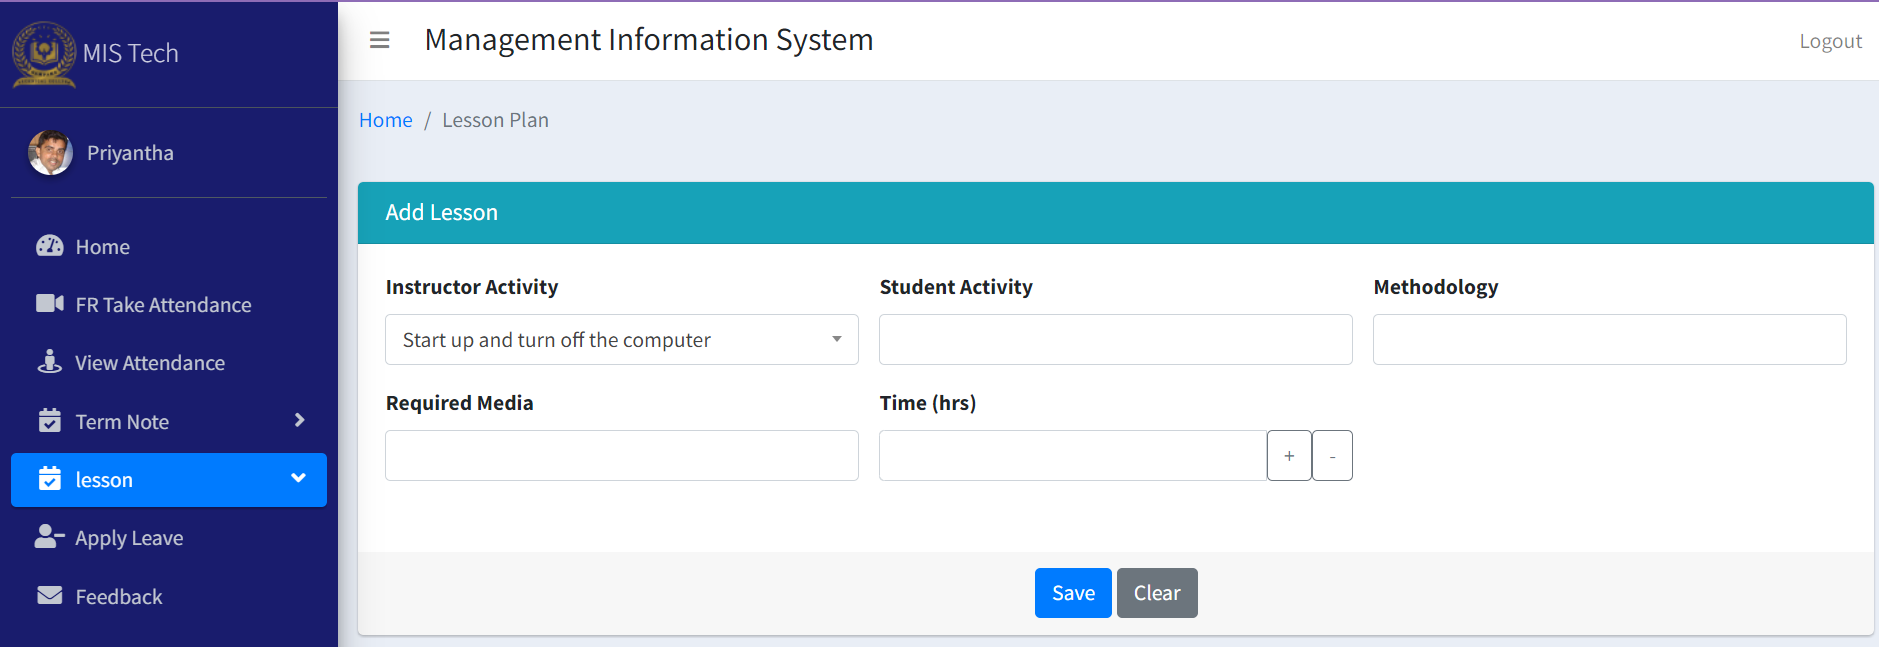 MIS Tech
Management Information System
Logout
Home / Lesson Plan
Priyantha
Home
FR Take Attendance
View Attendance
Term Note
lesson
Apply Leave
Feedback
Add Lesson
Instructor Activity
Student Activity
Methodology
Start up and turn off the computer
Required Media
Time (hrs)
+
-
Save
Clear